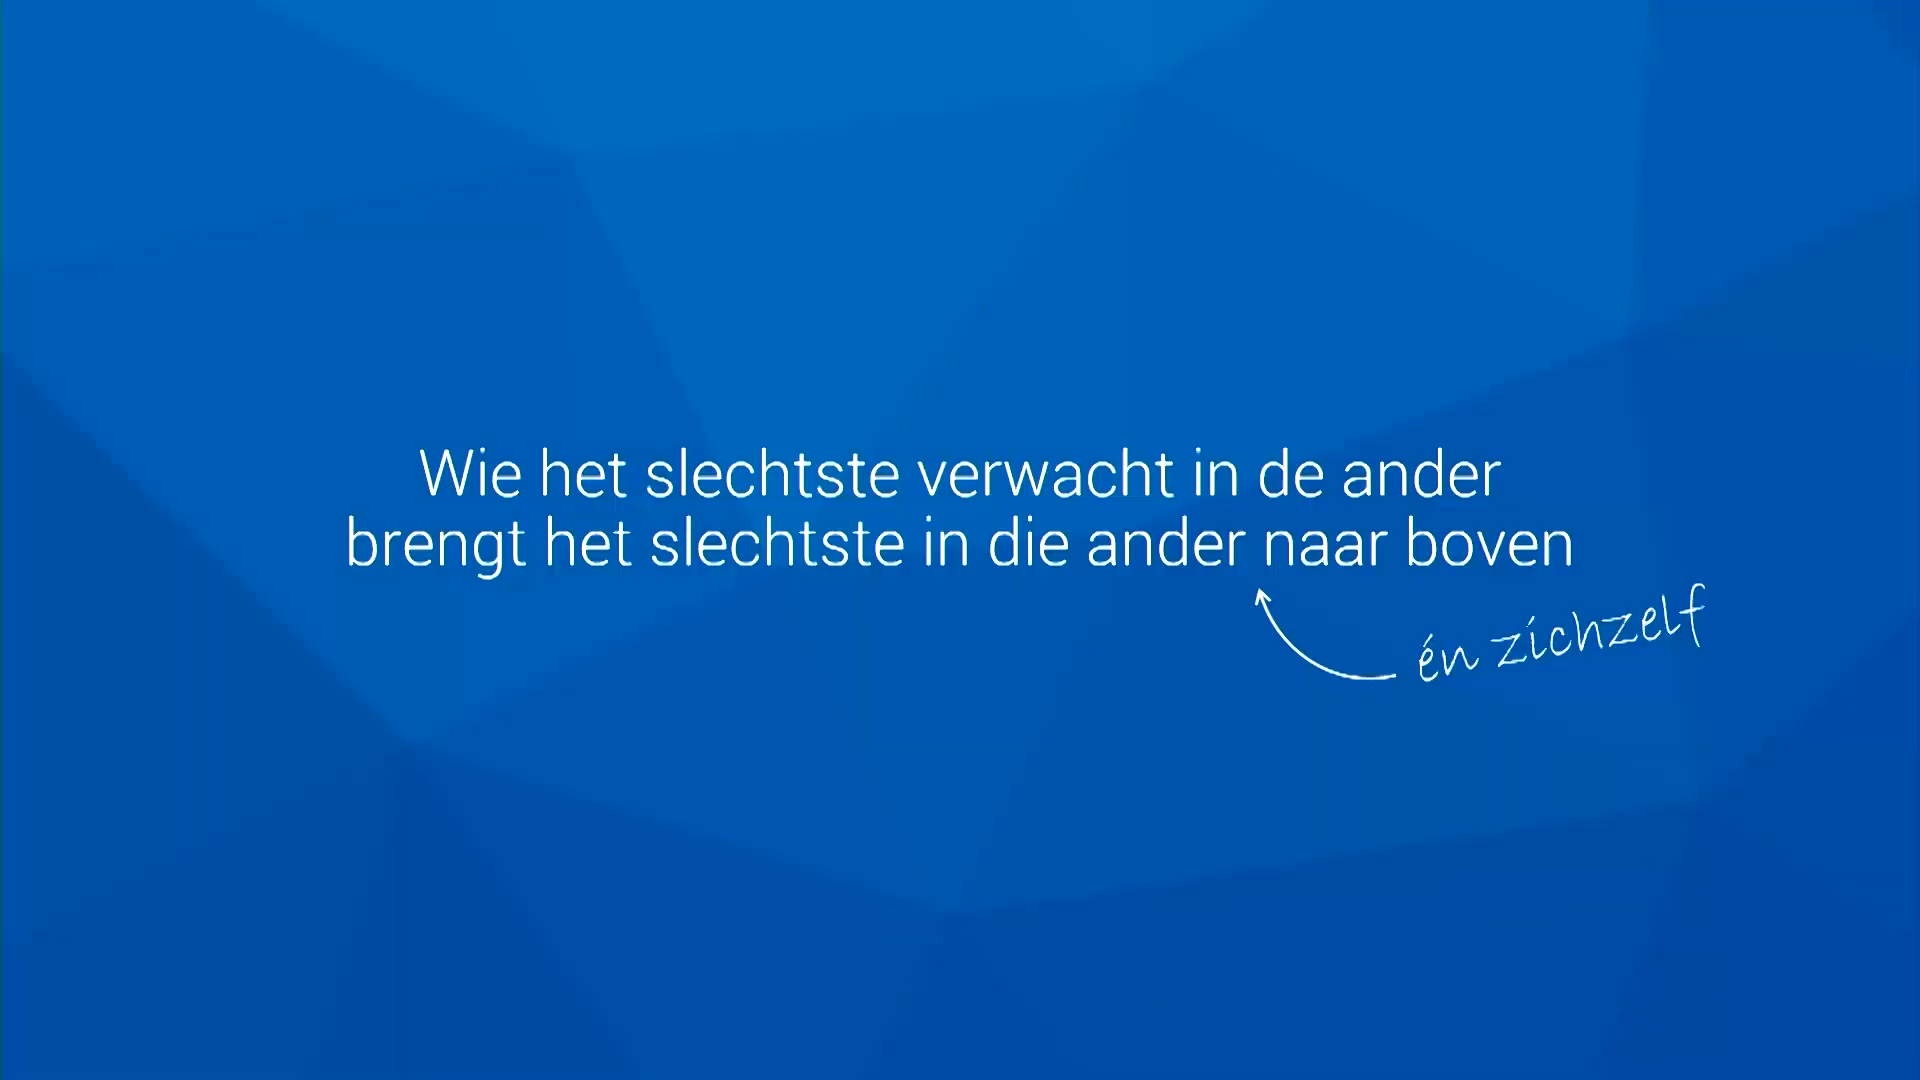 Wie het slechtste verwacht in de ander
brengt het slechtste in die ander naar boven
én zichzelf